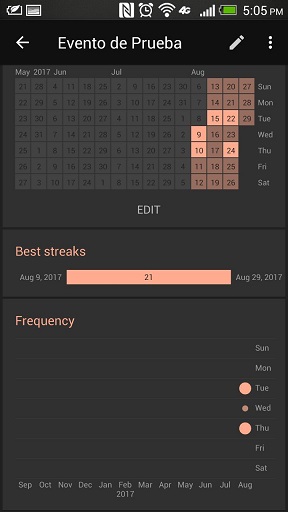 4G 5:05 PM
Evento de Prueba
May 2017 Jun Jul Aug
21 28 4 11 18 25 2 9 16 23 30 6 13 20 27 Sun
22 29 5 12 19 26 3 10 17 24 31 7 14 21 28 Mon
23 30 6 13 20 27 4 11 18 25 1 8 15 22 29 Tue
24 31 7 14 21 28 5 12 19 26 2 9 16 23 Wed
25 1 8 15 22 29 6 13 20 27 3 10 17 24 Thu
26 2 9 16 23 30 7 14 21 28 4 11 18 25 Fri
27 3 10 17 24 1 8 15 22 29 5 12 19 26 Sat
EDIT
Best streaks
Aug 9, 2017 21 Aug 29, 2017
Frequency
Sun
Mon
Tue
Wed
Thu
Fri
Sat
Sep Oct Nov Dec Jan Feb Mar Apr May Jun Jul Aug
2017